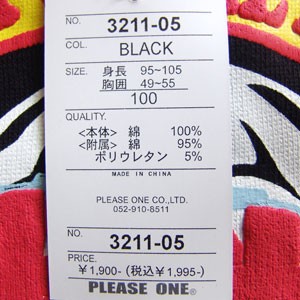 NO. 3211-05
COL. BLACK
SIZE. 身長 95~105
胸囲 49~55
100
QUALITY.
<本体> 綿 100%
<附属> 綿 95%
ポリウレタン 5%
MADE IN CHINA
PLEASE ONE CO.,LTD.
052-910-8511
NO. 3211-05
PRICE.
¥1,900- (税込¥1,995-)
PLEASE ONE®